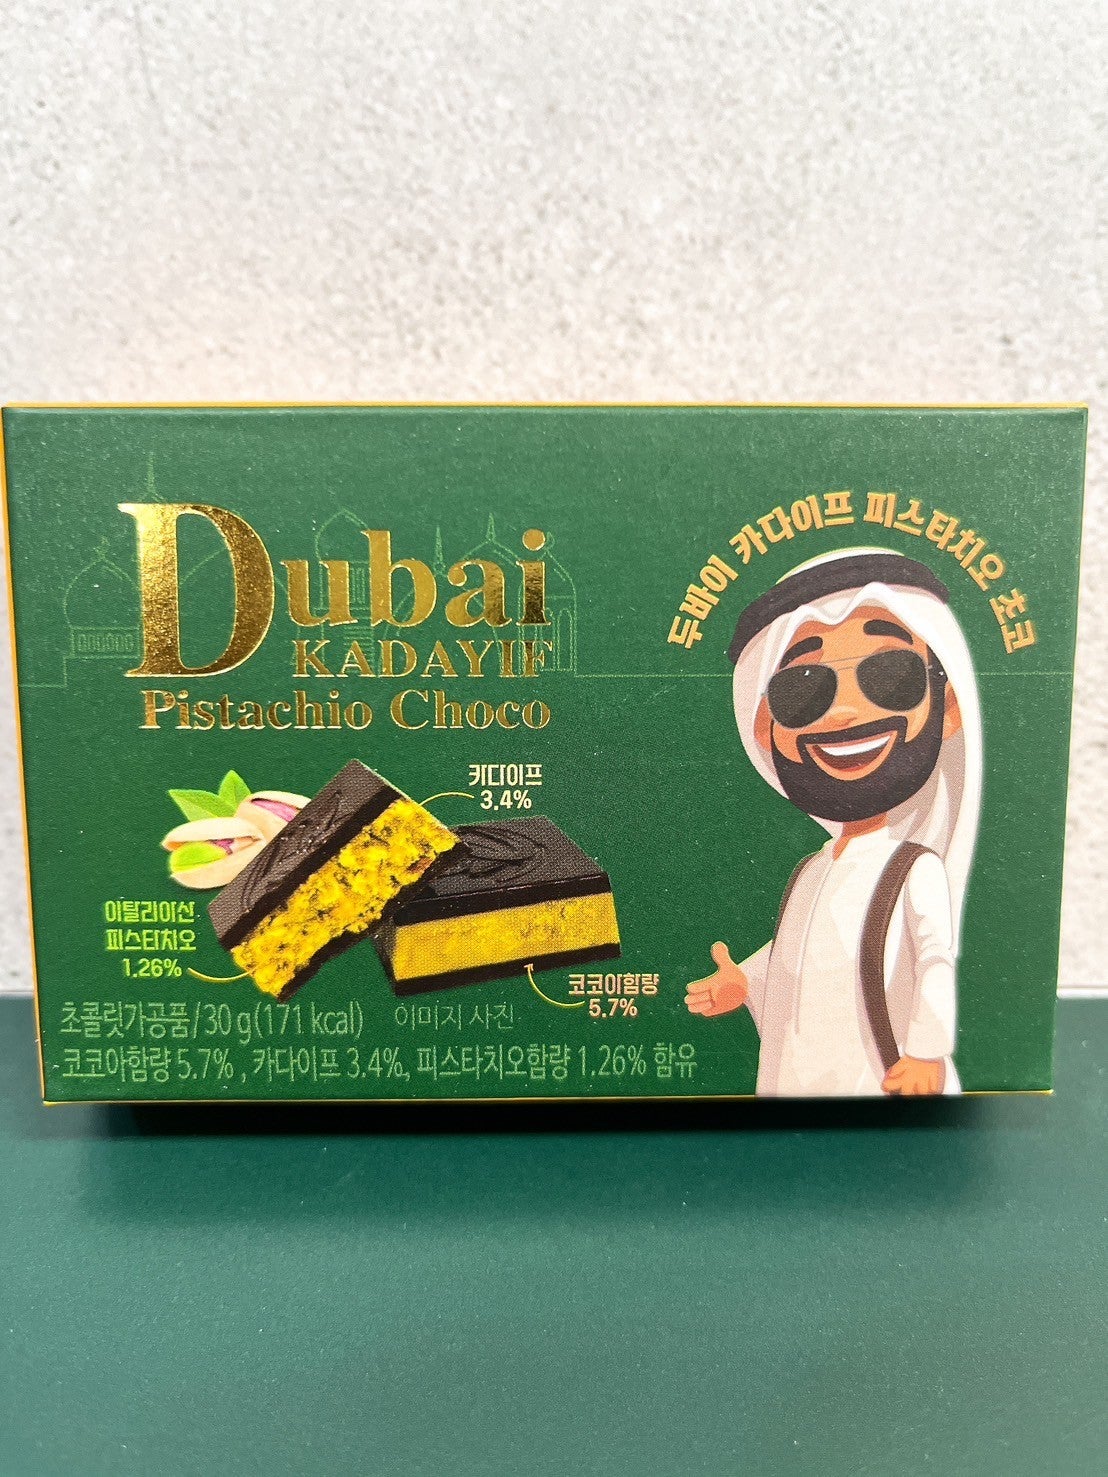 Dubai
KADAYIF
Pistachio Choco
두바이 카다이프 피스타치오 초코
카다이프
3.4%
이탈리아산
피스타치오
1.26%
코코아함량
5.7%
초콜릿가공품/30 g(171 kcal) 이미지 사진
코코아함량 5.7% , 카다이프 3.4%, 피스타치오함량 1.26% 함유